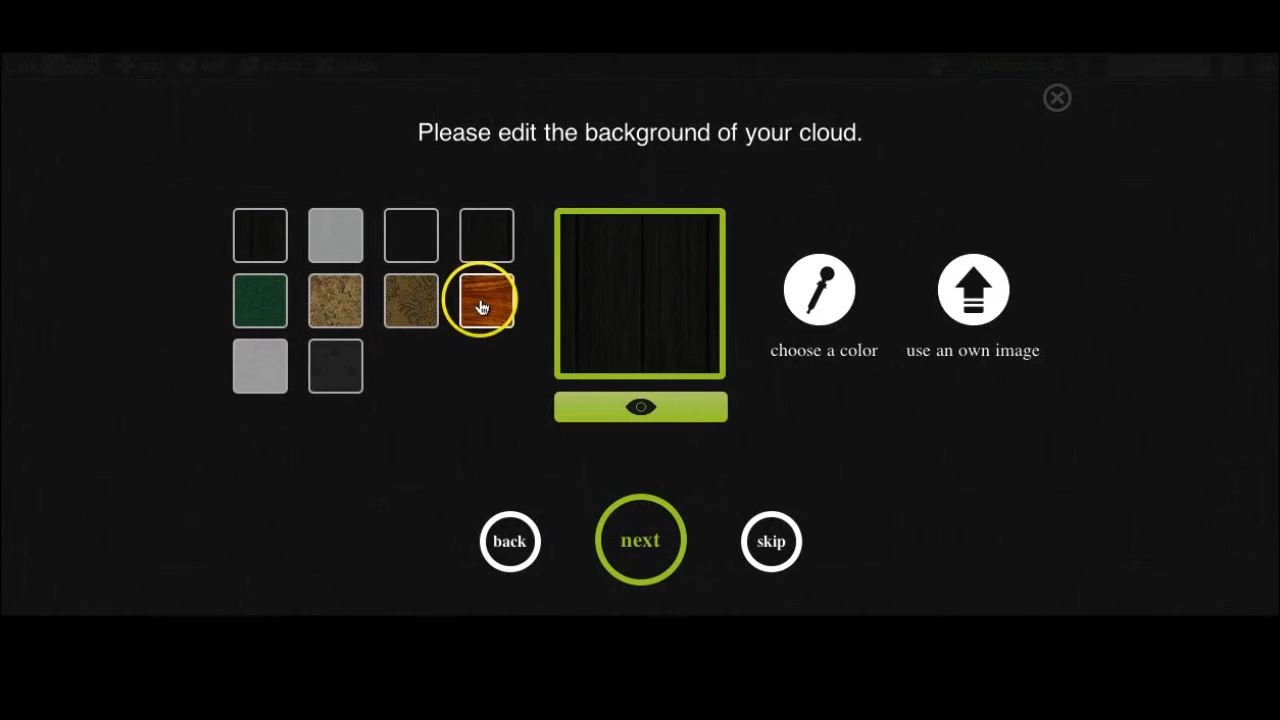 Please edit the background of your cloud.
choose a color
use an own image
back
next
skip